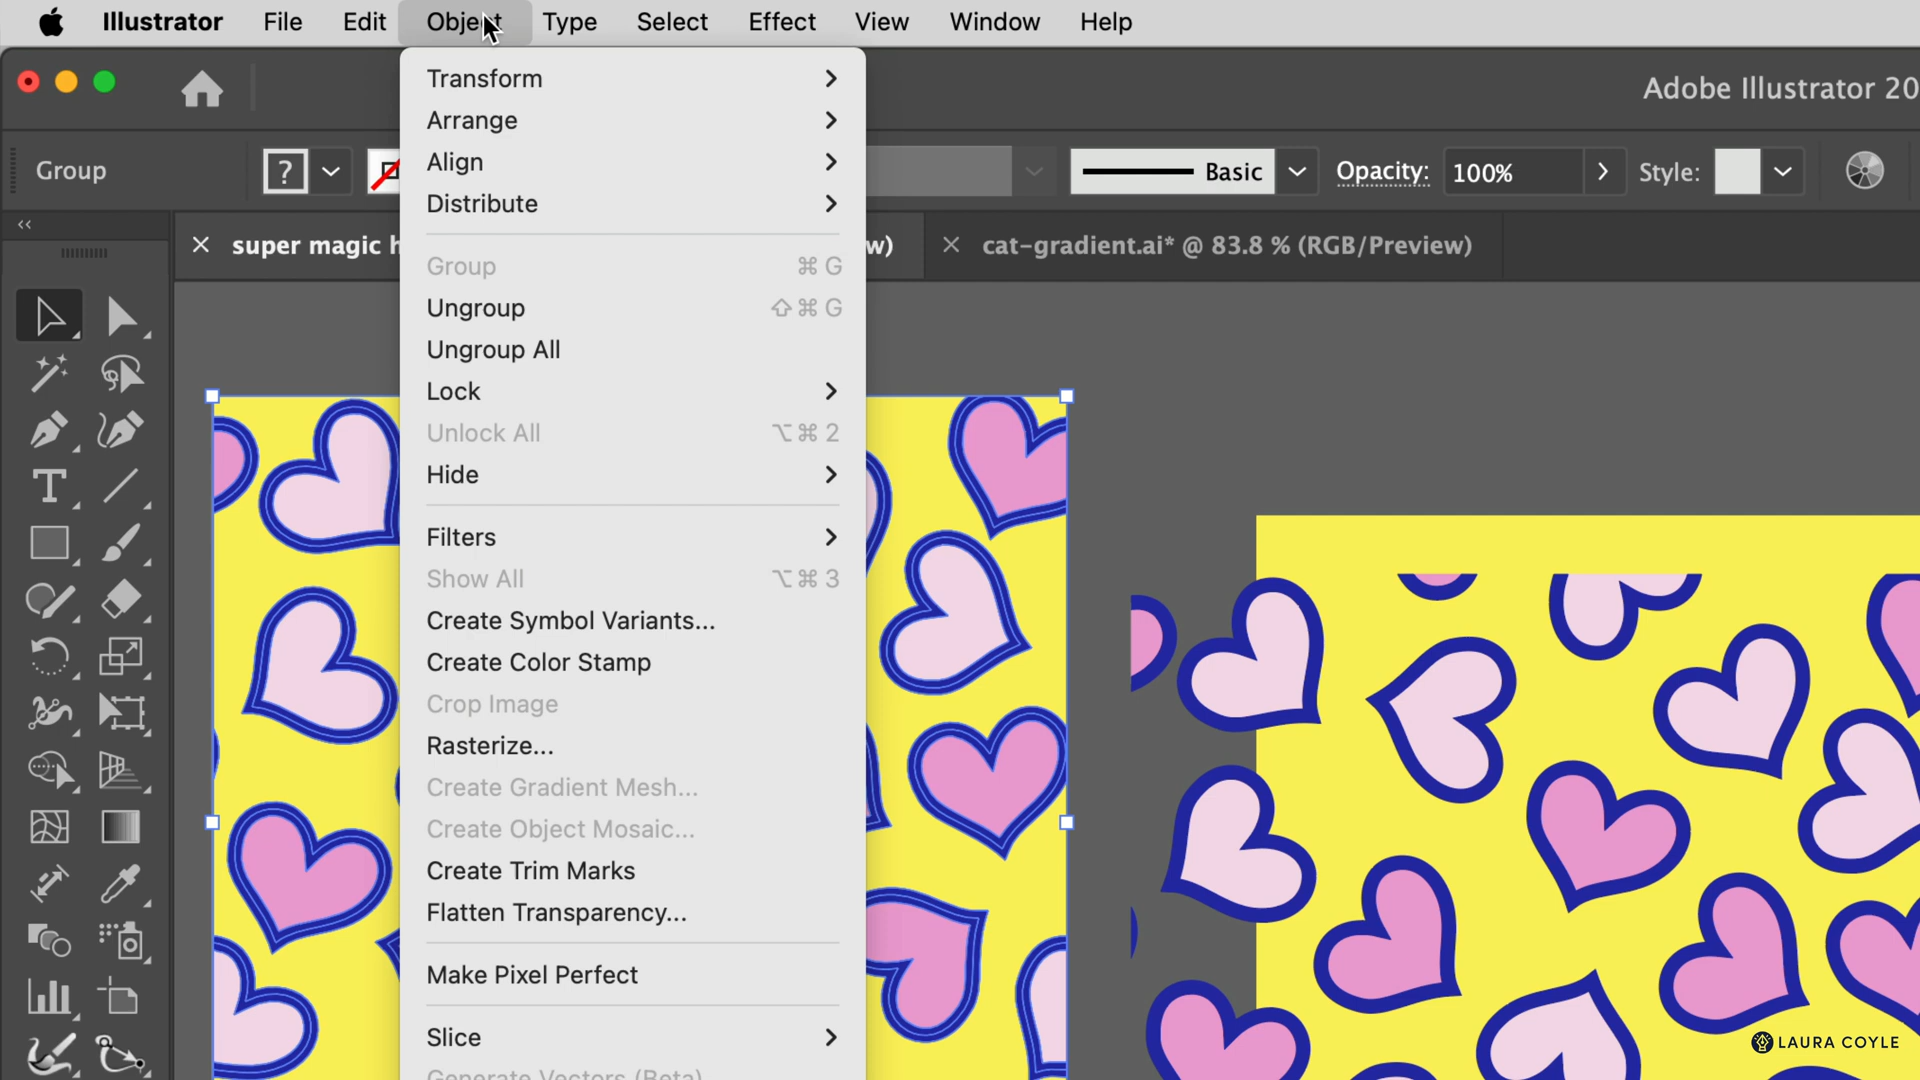 Illustrator File Edit Object Type Select Effect View Window Help
Adobe Illustrator 20
Group ? Basic Opacity: 100% Style:
super magic h w) cat-gradient.ai* @ 83.8 % (RGB/Preview)
Transform
Arrange
Align
Distribute
Group ⌘ G
Ungroup ⇧ ⌘ G
Ungroup All
Lock
Unlock All ⌥ ⌘ 2
Hide
Filters
Show All ⌥ ⌘ 3
Create Symbol Variants...
Create Color Stamp
Crop Image
Rasterize...
Create Gradient Mesh...
Create Object Mosaic...
Create Trim Marks
Flatten Transparency...
Make Pixel Perfect
Slice
Generate Vectors (Beta)
LAURA COYLE